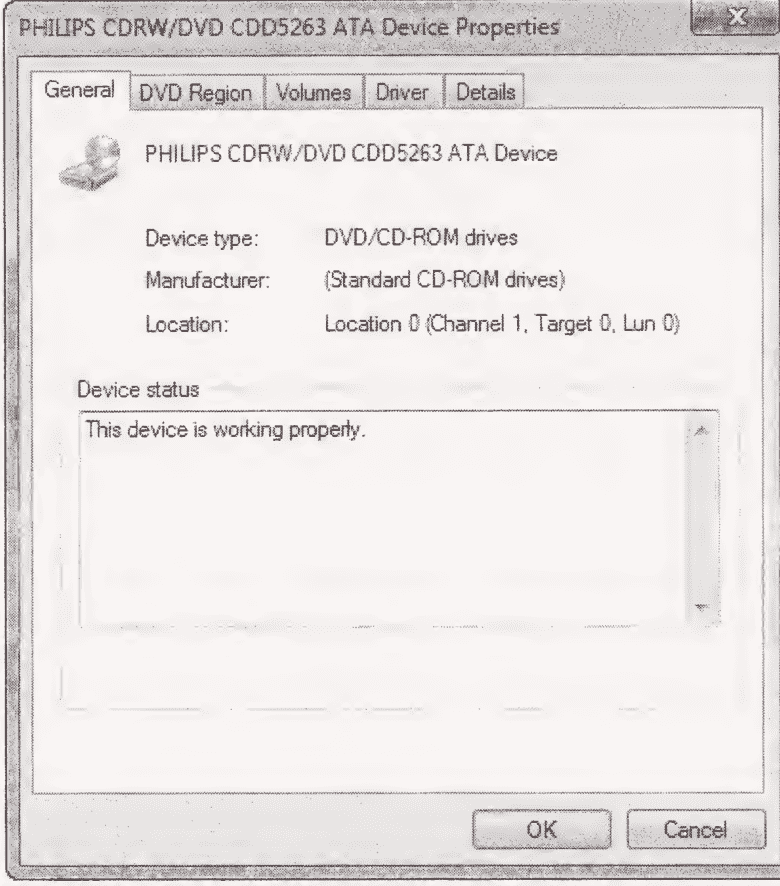 PHILIPS CDRW/DVD CDD5263 ATA Device Properties
General DVD Region Volumes Driver Details
PHILIPS CDRW/DVD CDD5263 ATA Device
Device type: DVD/CD-ROM drives
Manufacturer: (Standard CD-ROM drives)
Location: Location 0 (Channel 1, Target 0, Lun 0)
Device status
This device is working properly.
OK Cancel